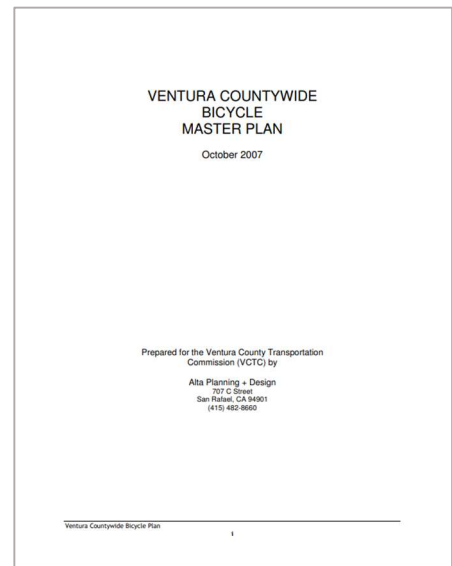 VENTURA COUNTYWIDE
BICYCLE
MASTER PLAN
October 2007
Prepared for the Ventura County Transportation
Commission (VCTC) by
Alta Planning + Design
707 C Street
San Rafael, CA 94901
(415) 482-8660
Ventura Countywide Bicycle Plan
i